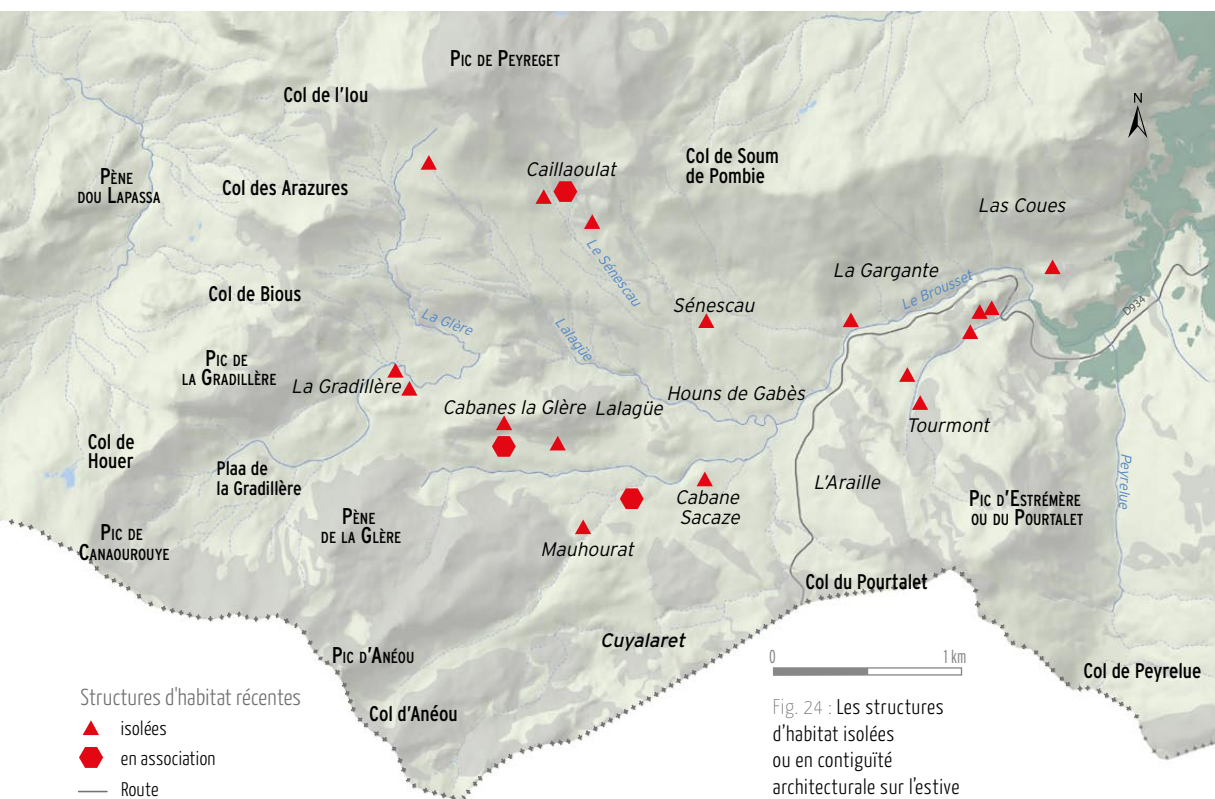 PIC DE PEYREGET
Col de l'Iou
N
Caillaoulat
Col de Soum
de Pombie
PÈNE
DOU LAPASSA
Col des Arazures
Las Coues
Le Sénescau
La Gargante
Le Brousset
Col de Bious
Sénescau
D934
La Glère
Lalagüe
PIC DE
LA GRADILLÈRE
La Gradillère
Houns de Gabès
Cabanes la Glère
Lalagüe
Tourmont
Col de
Houer
Plaa de
la Gradillère
L'Araille
Peyrelue
Cabane
Sacaze
PIC D'ESTRÉMÈRE
OU DU POURTALET
PÈNE
DE LA GLÈRE
PIC DE
CANAOUROUYE
Mauhourat
Col du Pourtalet
Cuyalaret
PIC D'ANÉOU
0 1 km
Col de Peyrelue
Col d'Anéou
Structures d'habitat récentes
isolées
en association
Route
Fig. 24 : Les structures
d'habitat isolées
ou en contiguïté
architecturale sur l'estive